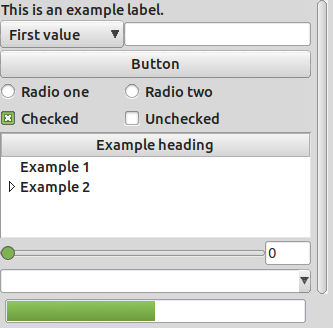 This is an example label.
First value
Button
Radio one Radio two
Checked Unchecked
Example heading
Example 1
Example 2
0